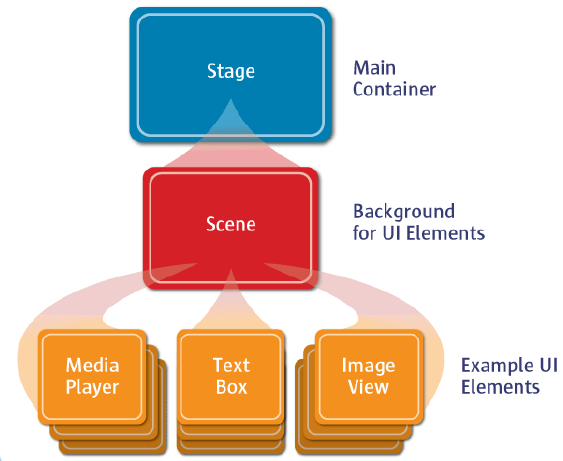 Stage
Main
Container
Scene
Background
for UI Elements
Media
Player
Text
Box
Image
View
Example UI
Elements